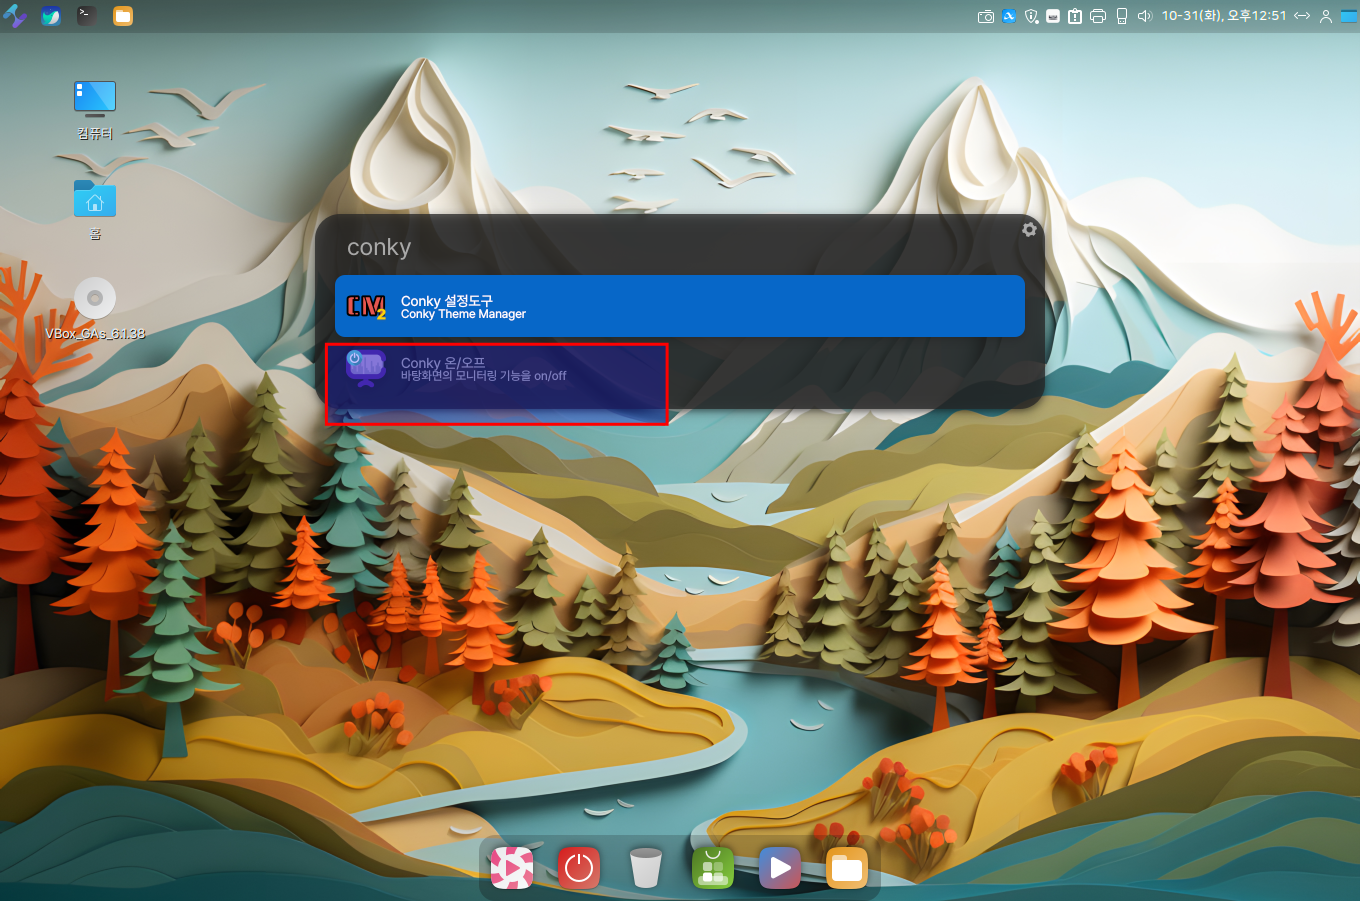 10-31(화), 오후12:51
컴퓨터
홈
VBox_GAs_6.1.38
conky
CM2
Conky 설정도구
Conky Theme Manager
Conky 온/오프
바탕화면의 모니터링 기능을 on/off